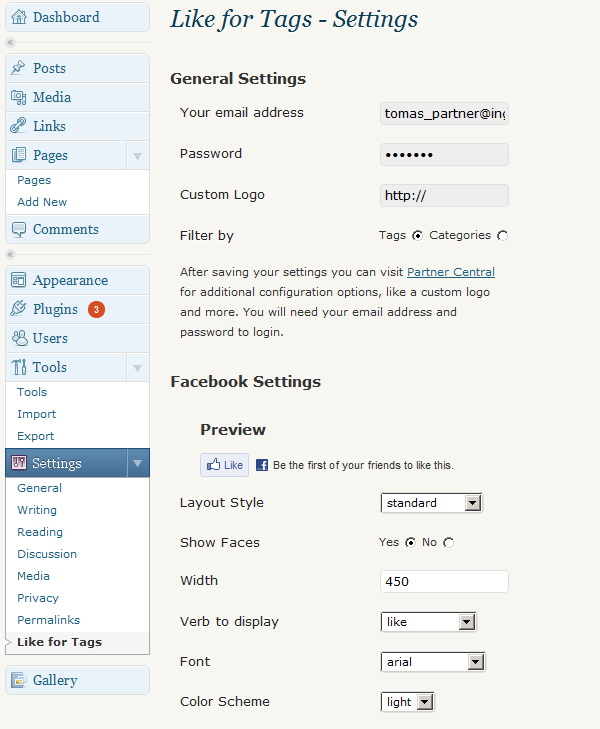 Dashboard
Posts
Media
Links
Pages
Pages
Add New
Comments
Appearance
Plugins 3
Users
Tools
Tools
Import
Export
Settings
General
Writing
Reading
Discussion
Media
Privacy
Permalinks
Like for Tags
Gallery
Like for Tags - Settings
General Settings
Your email address tomas_partner@ing
Password •••••••
Custom Logo http://
Filter by Tags Categories
After saving your settings you can visit Partner Central
for additional configuration options, like a custom logo
and more. You will need your email address and
password to login.
Facebook Settings
Preview
Like Be the first of your friends to like this.
Layout Style standard
Show Faces Yes No
Width 450
Verb to display like
Font arial
Color Scheme light